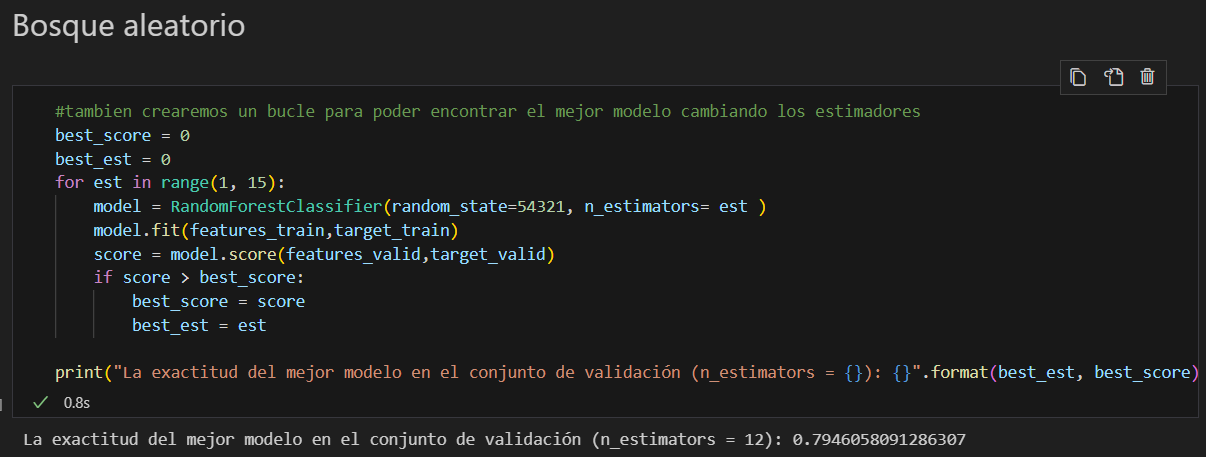 Bosque aleatorio
#tambien crearemos un bucle para poder encontrar el mejor modelo cambiando los estimadores
best_score = 0
best_est = 0
for est in range(1, 15):
    model = RandomForestClassifier(random_state=54321, n_estimators= est )
    model.fit(features_train,target_train)
    score = model.score(features_valid,target_valid)
    if score > best_score:
        best_score = score
        best_est = est
print("La exactitud del mejor modelo en el conjunto de validación (n_estimators = {}): {}".format(best_est, best_score)
0.8s
La exactitud del mejor modelo en el conjunto de validación (n_estimators = 12): 0.7946058091286307